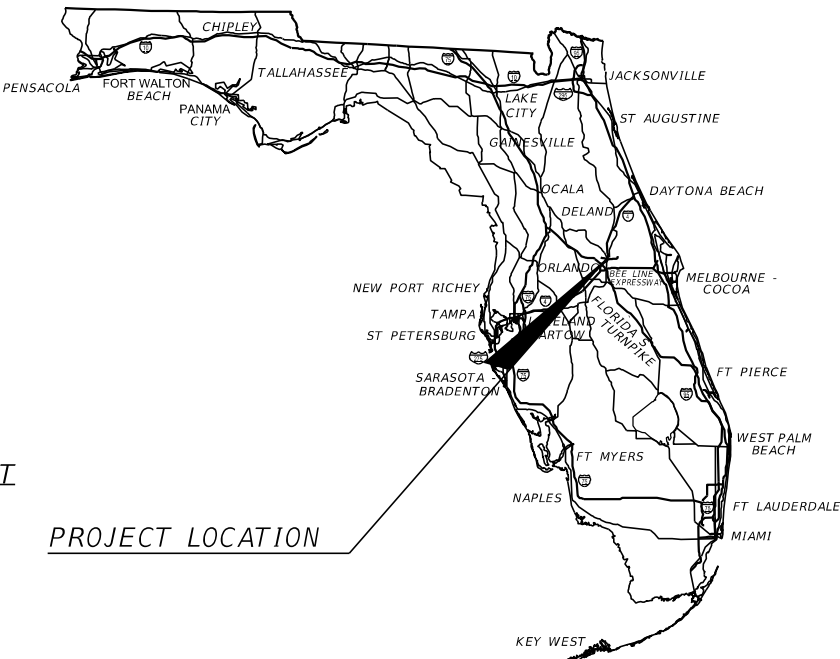 CHIPLEY
PENSACOLA
FORT WALTON
BEACH
PANAMA
CITY
TALLAHASSEE
LAKE
CITY
JACKSONVILLE
ST AUGUSTINE
GAINESVILLE
OCALA
DAYTONA BEACH
DELAND
ORLANDO
BEE LINE
EXPRESSWAY
MELBOURNE -
COCOA
NEW PORT RICHEY
TAMPA
ST PETERSBURG
FLORIDA'S
TURNPIKE
SARASOTA -
BRADENTON
FT PIERCE
WEST PALM
BEACH
FT MYERS
NAPLES
FT LAUDERDALE
MIAMI
PROJECT LOCATION
KEY WEST